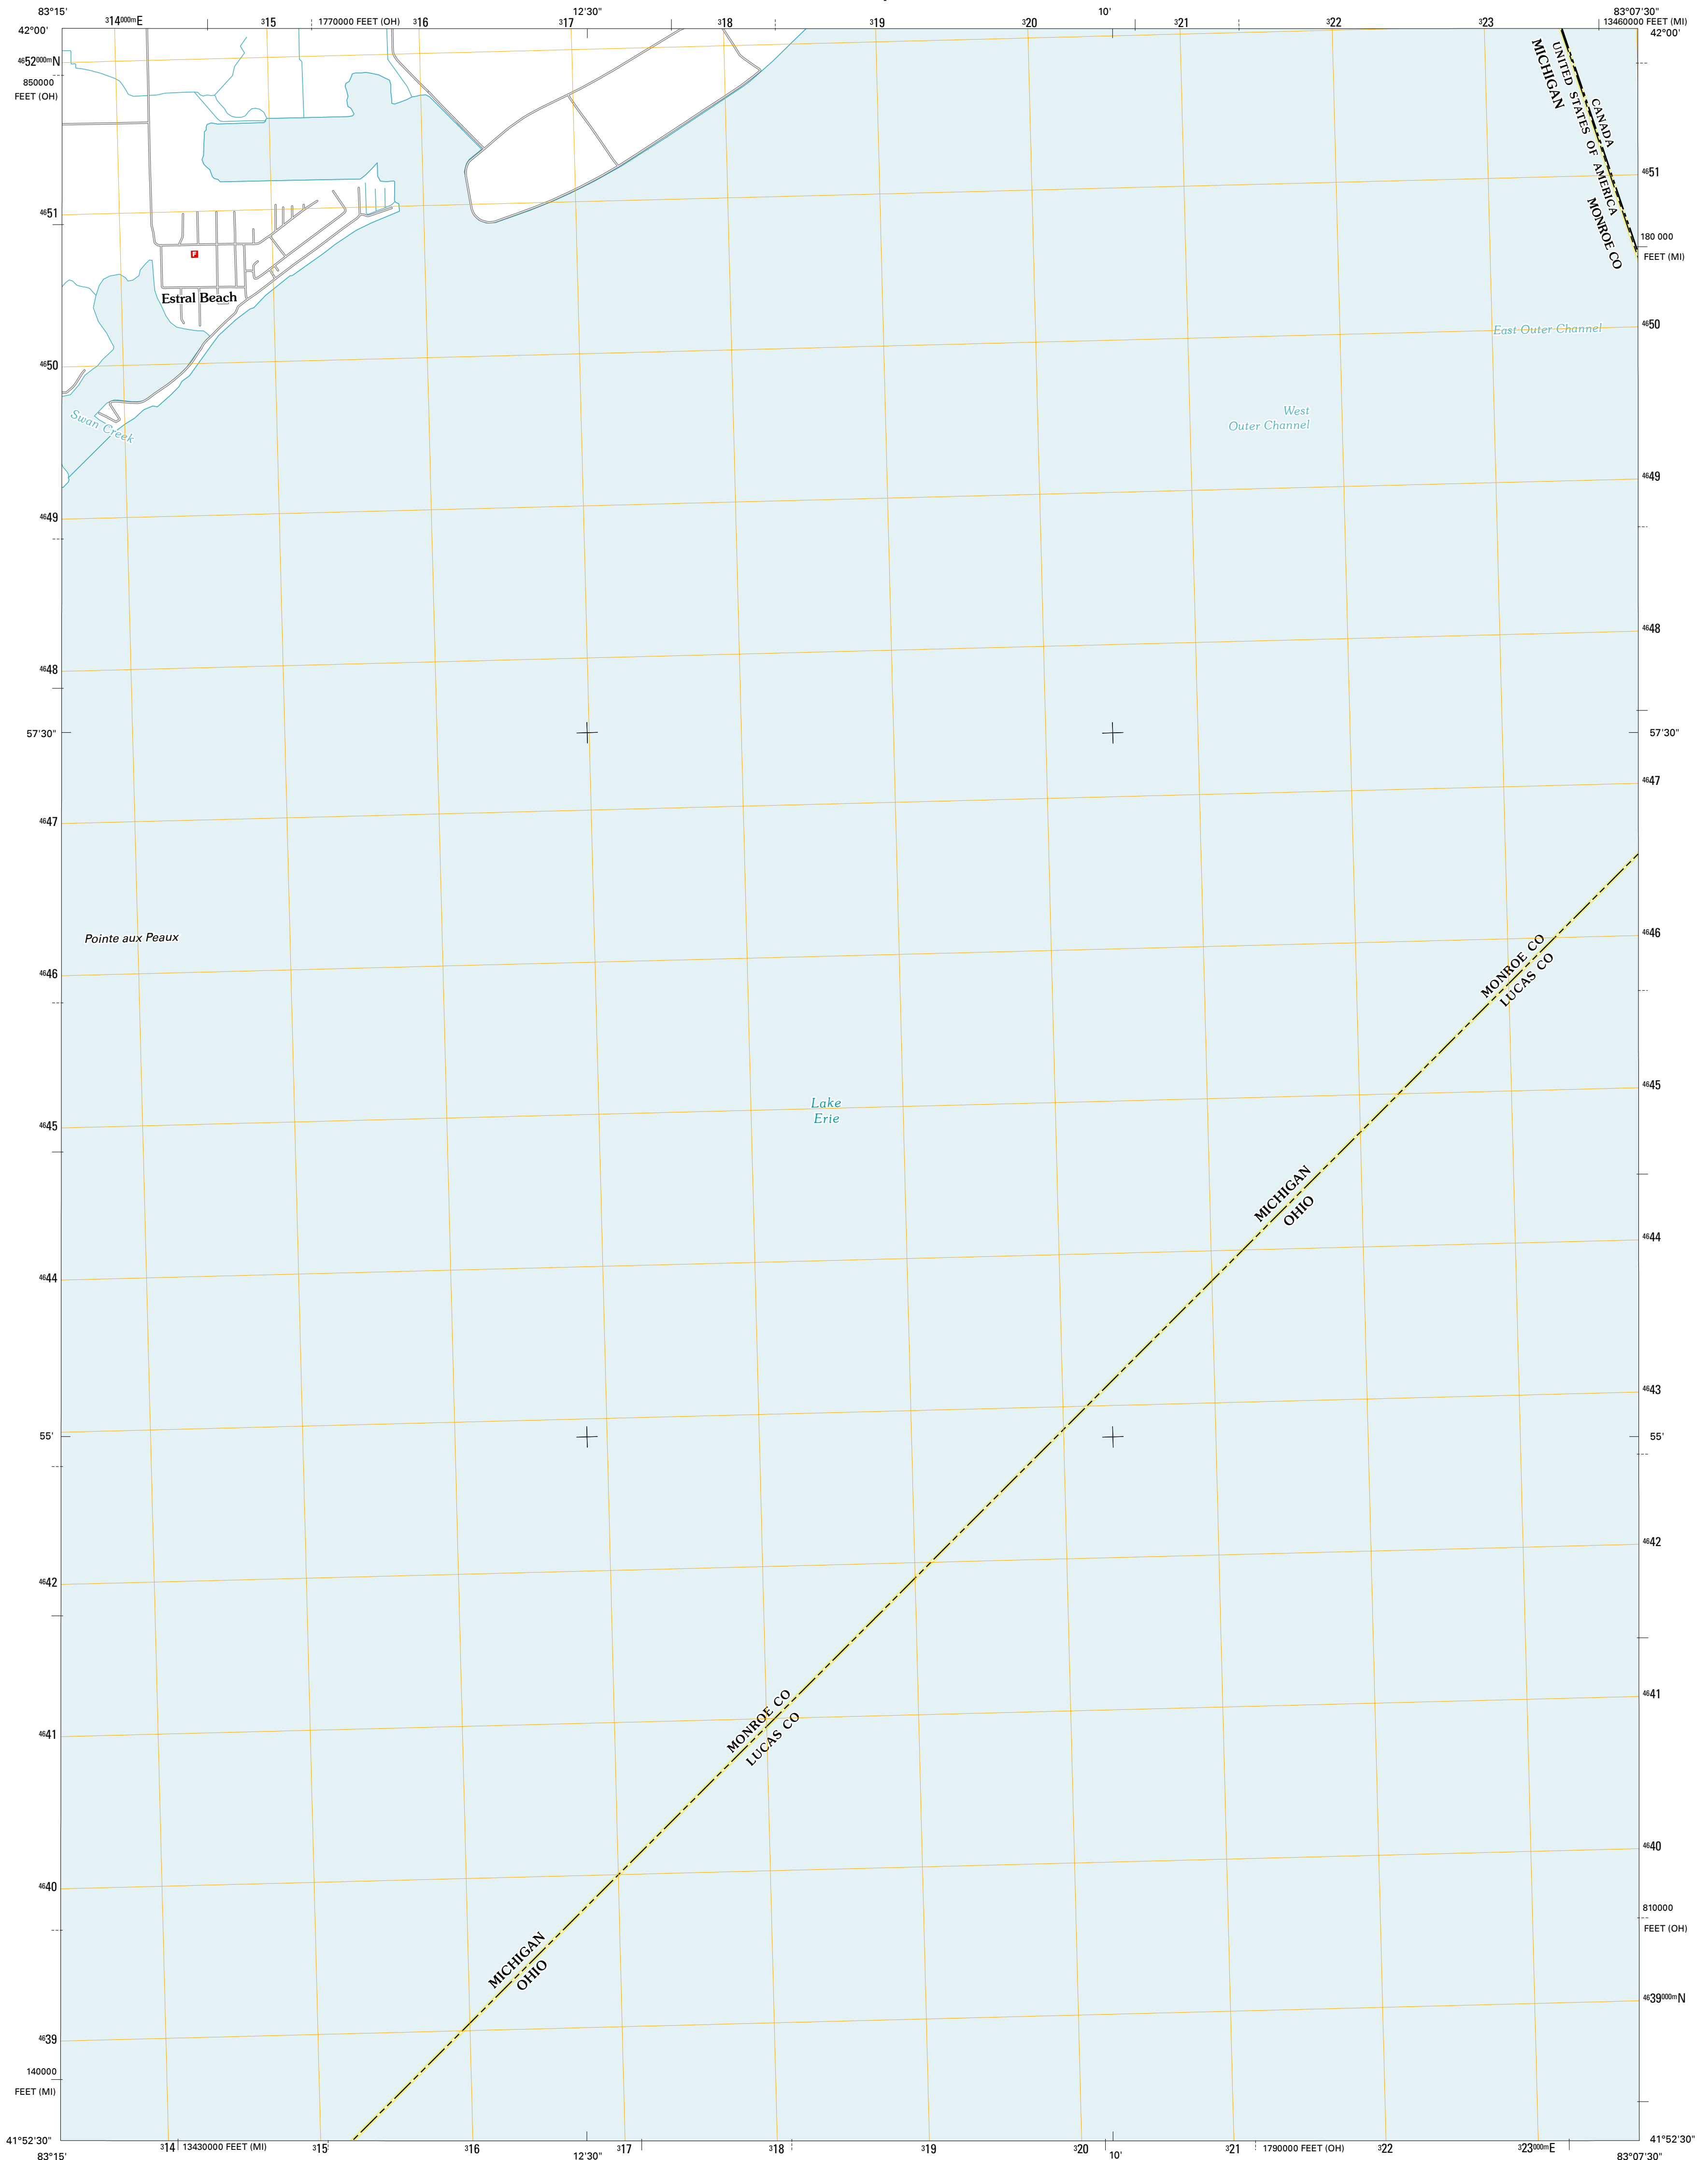 83°15'
³14⁰⁰⁰ᵐE
³15
17770000 FEET (OH)
³16
³17
12'30"
³18
³19
³20
10'
³21
³22
³23
83°07'30"
13460000 FEET (MI)
42°00'
42°00'
⁴⁶52⁰⁰⁰ᵐN
850000
FEET (OH)
MICHIGAN
UNITED STATES OF AMERICA
CANADA
MONROE CO
⁴⁶51
⁴⁶51
180 000
FEET (MI)
F
Estral Beach
East Outer Channel
⁴⁶50
⁴⁶50
Swan Creek
West
Outer Channel
⁴⁶49
⁴⁶49
⁴⁶48
⁴⁶48
57'30"
57'30"
⁴⁶47
⁴⁶47
Pointe aux Peaux
⁴⁶46
⁴⁶46
MONROE CO
LUCAS CO
Lake
Erie
⁴⁶45
⁴⁶45
MICHIGAN
OHIO
⁴⁶44
⁴⁶44
⁴⁶43
55'
55'
⁴⁶42
⁴⁶42
MONROE CO
LUCAS CO
⁴⁶41
⁴⁶41
⁴⁶40
⁴⁶40
810000
FEET (OH)
MICHIGAN
OHIO
⁴⁶39⁰⁰⁰ᵐN
⁴⁶39
140000
FEET (MI)
41°52'30"
41°52'30"
83°15'
³14
13430000 FEET (MI)
³15
³16
12'30"
³17
³18
³19
³20
10'
³21
1790000 FEET (OH)
³22
³23⁰⁰⁰ᵐE
83°07'30"